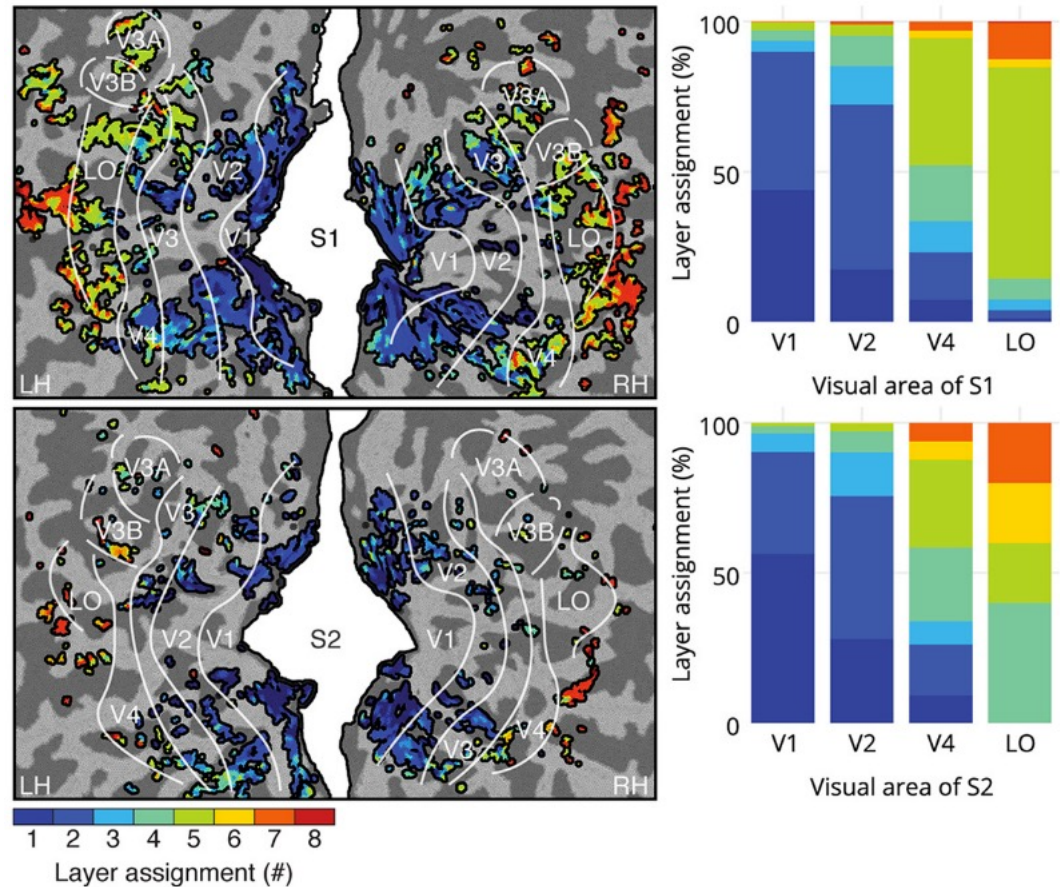 V3A
V3B
LO
V2
V3
V1
V4
LH
S1
V3A
V3
V3B
V1
V2
LO
V4
RH
100
50
0
Layer assignment (%)
V1 V2 V4 LO
Visual area of S1
V3A
V3
V3B
LO
V2
V1
V4
LH
S2
V3A
V3B
V2
LO
V1
V4
V3
RH
100
50
0
Layer assignment (%)
V1 V2 V4 LO
Visual area of S2
1 2 3 4 5 6 7 8
Layer assignment (#)